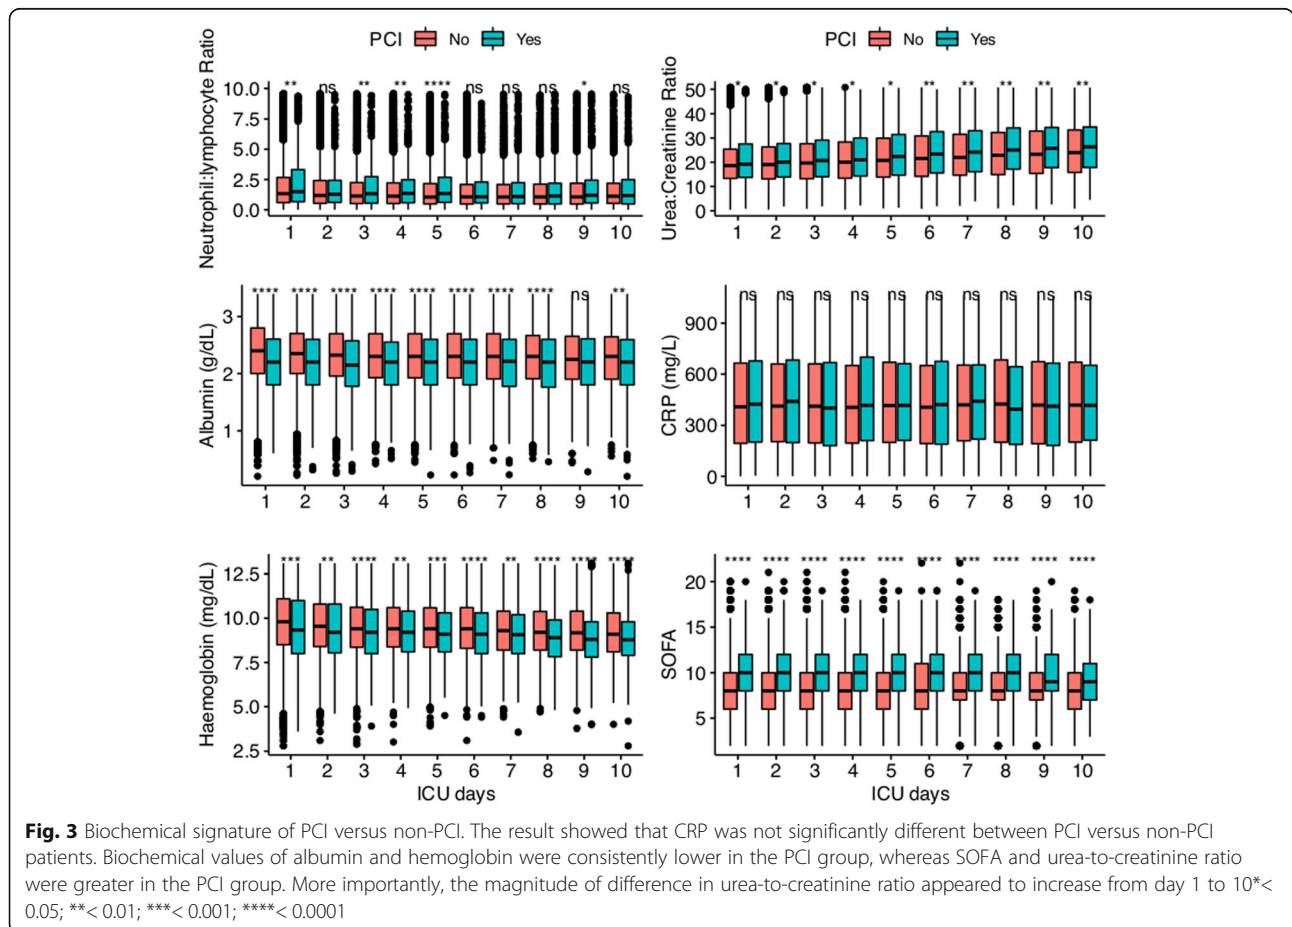 PCI No Yes
Neutrophil:lymphocyte Ratio
10.0
7.5
5.0
2.5
0.0
** ns ** ** **** ns ns ns * ns
1 2 3 4 5 6 7 8 9 10
PCI No Yes
Urea:Creatinine Ratio
50
40
30
20
10
0
* * * * * ** ** ** ** **
1 2 3 4 5 6 7 8 9 10
Albumin (g/dL)
3
2
1
**** **** **** **** **** **** **** **** ns **
1 2 3 4 5 6 7 8 9 10
CRP (mg/L)
900
600
300
0
ns ns ns ns ns ns ns ns ns ns
1 2 3 4 5 6 7 8 9 10
Haemoglobin (mg/dL)
12.5
10.0
7.5
5.0
2.5
*** ** **** ** *** **** ** **** **** ****
1 2 3 4 5 6 7 8 9 10
ICU days
SOFA
20
15
10
5
**** **** **** **** **** **** **** **** **** ****
1 2 3 4 5 6 7 8 9 10
ICU days
Fig. 3 Biochemical signature of PCI versus non-PCI. The result showed that CRP was not significantly different between PCI versus non-PCI
patients. Biochemical values of albumin and hemoglobin were consistently lower in the PCI group, whereas SOFA and urea-to-creatinine ratio
were greater in the PCI group. More importantly, the magnitude of difference in urea-to-creatinine ratio appeared to increase from day 1 to 10*<
0.05; **< 0.01; ***< 0.001; ****< 0.0001